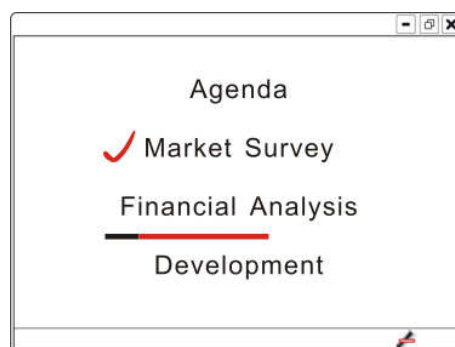 Agenda
Market Survey
Financial Analysis
Development